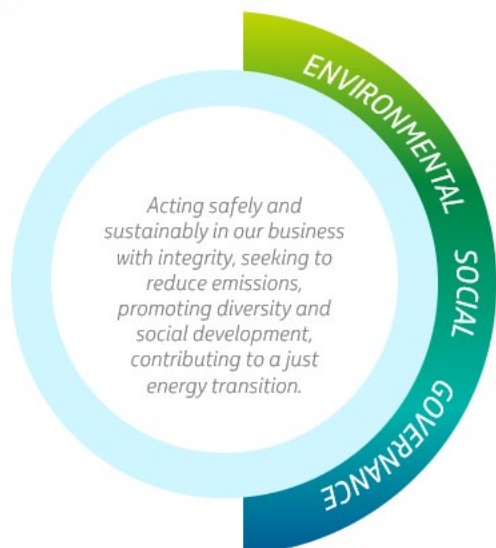 ENVIRONMENTAL
SOCIAL
GOVERNANCE
Acting safely and
sustainably in our business
with integrity, seeking to
reduce emissions,
promoting diversity and
social development,
contributing to a just
energy transition.